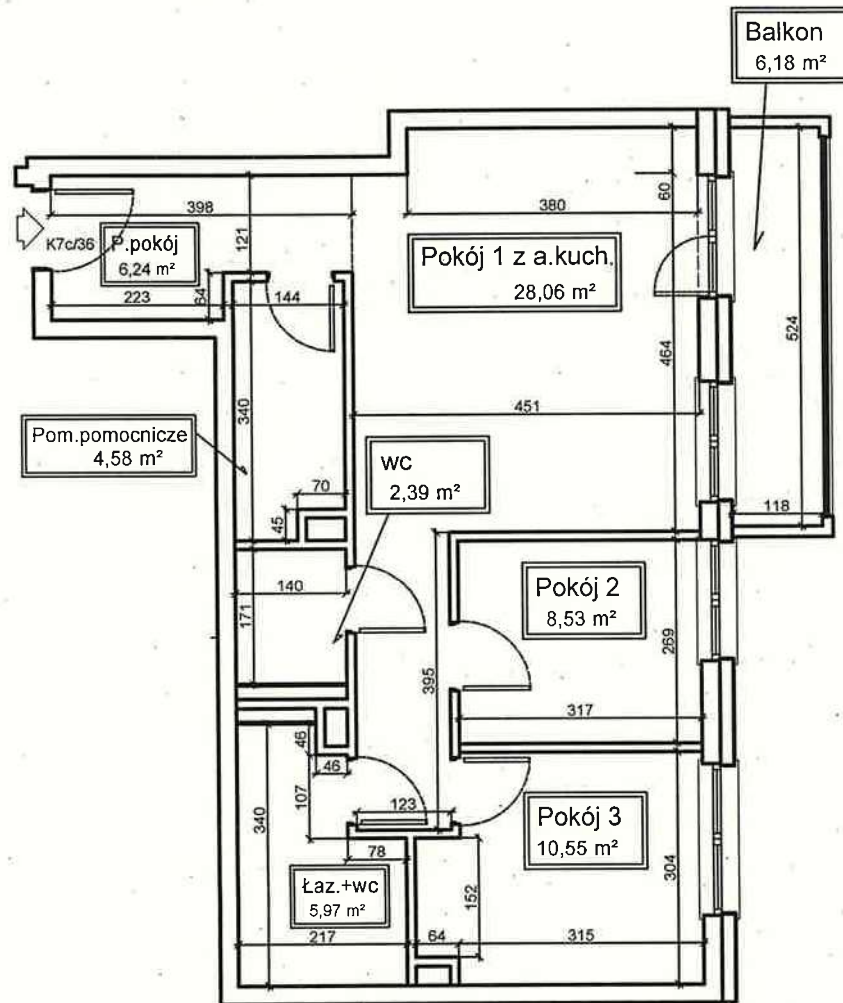 Balkon
6,18 m²
398
380
60
K7c/36
P.pokój
6,24 m²
121
Pokój 1 z a.kuch.
28,06 m²
223
64
144
464
524
340
451
Pom.pomocnicze
4,58 m²
wc
2,39 m²
70
45
118
140
171
Pokój 2
8,53 m²
269
395
317
46
46
107
123
340
Pokój 3
10,55 m²
78
304
Łaz.+wc
5,97 m²
152
217
64
315